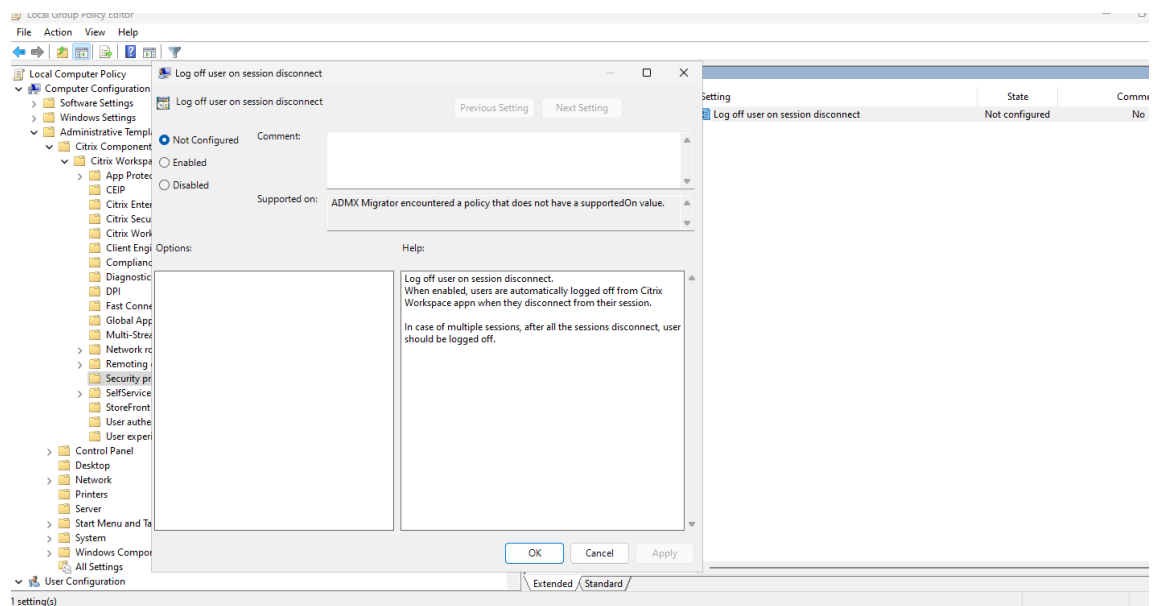 Local Group Policy Editor
File Action View Help
Local Computer Policy
Computer Configuration
Software Settings
Windows Settings
Administrative Templ
Citrix Component
Citrix Workspa
App Protec
CEIP
Citrix Enter
Citrix Secu
Citrix Work
Client Engi
Complianc
Diagnostic
DPI
Fast Conne
Global App
Multi-Strea
Network ro
Remoting
Security pr
SelfService
StoreFront
User authe
User experi
Control Panel
Desktop
Network
Printers
Server
Start Menu and Ta
System
Windows Compor
All Settings
User Configuration
1 setting(s)
Log off user on session disconnect
Log off user on session disconnect
Previous Setting Next Setting
Not Configured
Enabled
Disabled
Comment:
Supported on:
ADMX Migrator encountered a policy that does not have a supportedOn value.
Options:
Help:
Log off user on session disconnect.
When enabled, users are automatically logged off from Citrix
Workspace appn when they disconnect from their session.
In case of multiple sessions, after all the sessions disconnect, user
should be logged off.
OK Cancel Apply
Setting State Comme
Log off user on session disconnect Not configured No
Extended Standard